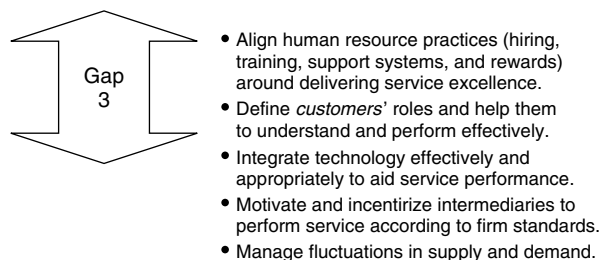 Gap
3
• Align human resource practices (hiring,
training, support systems, and rewards)
around delivering service excellence.
• Define customers' roles and help them
to understand and perform effectively.
• Integrate technology effectively and
appropriately to aid service performance.
• Motivate and incentirize intermediaries to
perform service according to firm standards.
• Manage fluctuations in supply and demand.